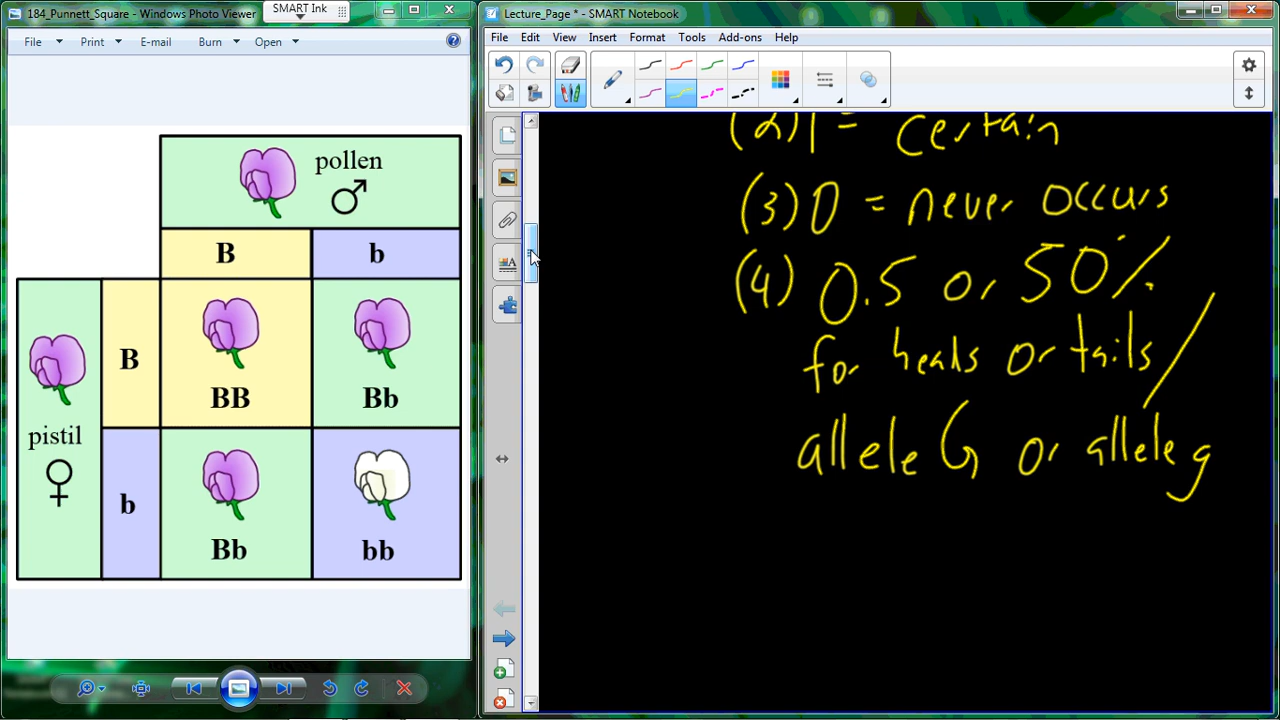 184_Punnett_Square - Windows Photo Viewer
SMART Ink
File Print E-mail Burn Open
pollen
♂
B b
B
BB Bb
pistil
♀
b
Bb bb
Lecture_Page * - SMART Notebook
File Edit View Insert Format Tools Add-ons Help
(2) 1 = certain
(3) 0 = never occurs
(4) 0.5 or 50%
for heads or tails /
allele G or allele g